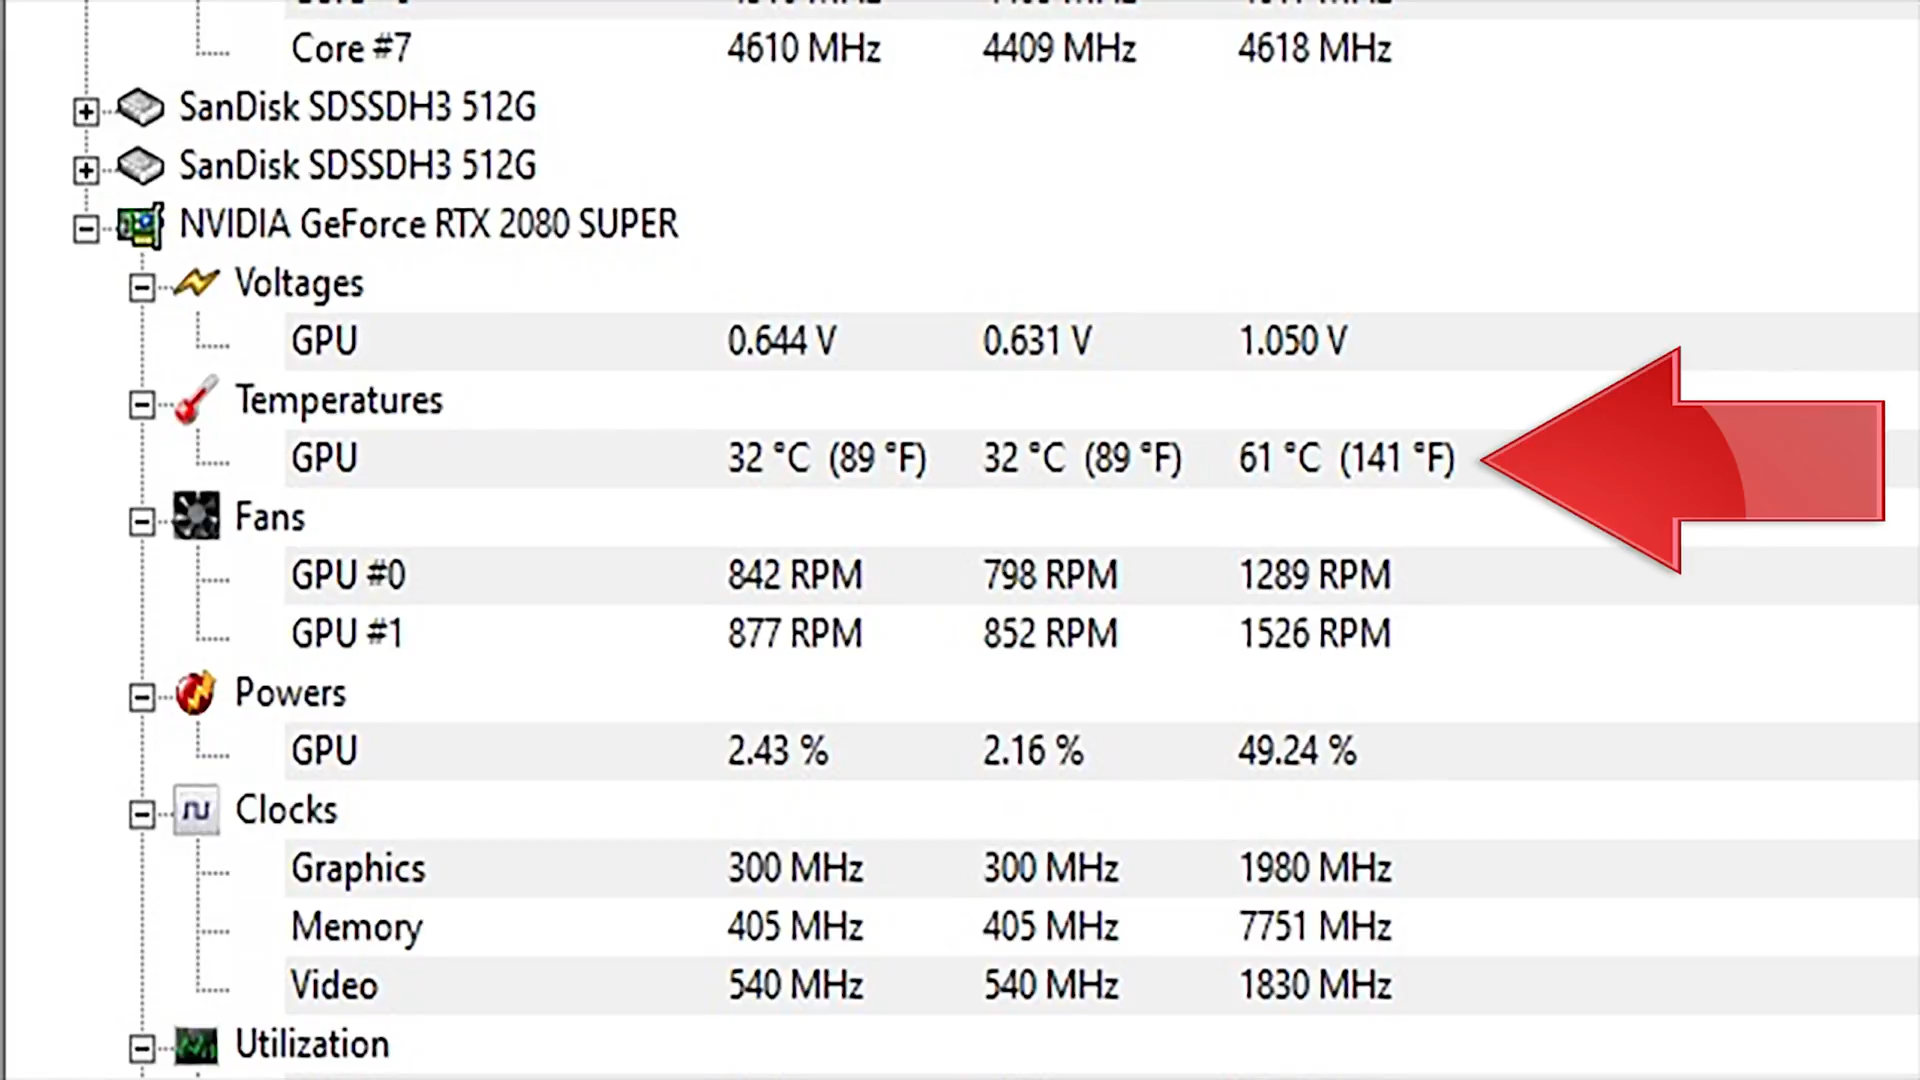 Core #7 4610 MHz 4409 MHz 4618 MHz
SanDisk SDSSDH3 512G
SanDisk SDSSDH3 512G
NVIDIA GeForce RTX 2080 SUPER
Voltages
GPU 0.644 V 0.631 V 1.050 V
Temperatures
GPU 32 °C (89 °F) 32 °C (89 °F) 61 °C (141 °F)
Fans
GPU #0 842 RPM 798 RPM 1289 RPM
GPU #1 877 RPM 852 RPM 1526 RPM
Powers
GPU 2.43 % 2.16 % 49.24 %
Clocks
Graphics 300 MHz 300 MHz 1980 MHz
Memory 405 MHz 405 MHz 7751 MHz
Video 540 MHz 540 MHz 1830 MHz
Utilization